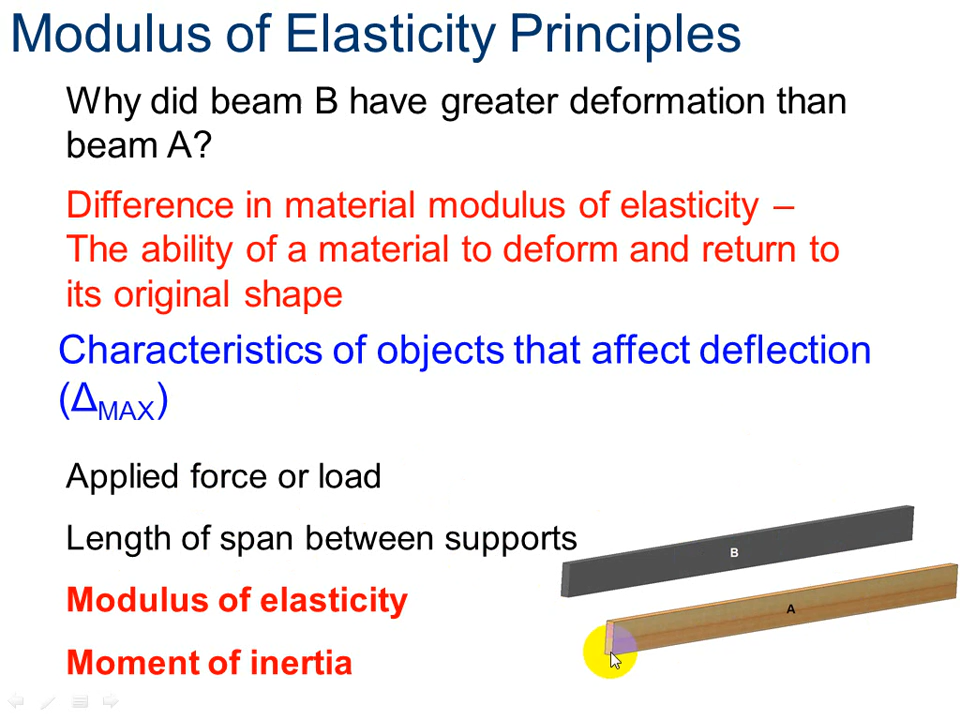 Modulus of Elasticity Principles
Why did beam B have greater deformation than
beam A?
Difference in material modulus of elasticity –
The ability of a material to deform and return to
its original shape
Characteristics of objects that affect deflection
(ΔMAX)
Applied force or load
Length of span between supports
B
Modulus of elasticity
A
Moment of inertia